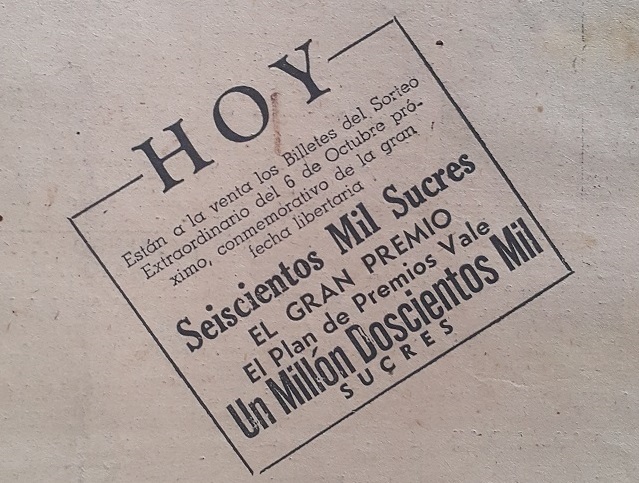 HOY
Están a la venta los Billetes del Sorteo
Extraordinario del 6 de Octubre pró-
ximo, conmemorativo de la gran
fecha libertaria
Seiscientos Mil Sucres
EL GRAN PREMIO
El Plan de Premios Vale
Un Millón Doscientos Mil
SUCRES